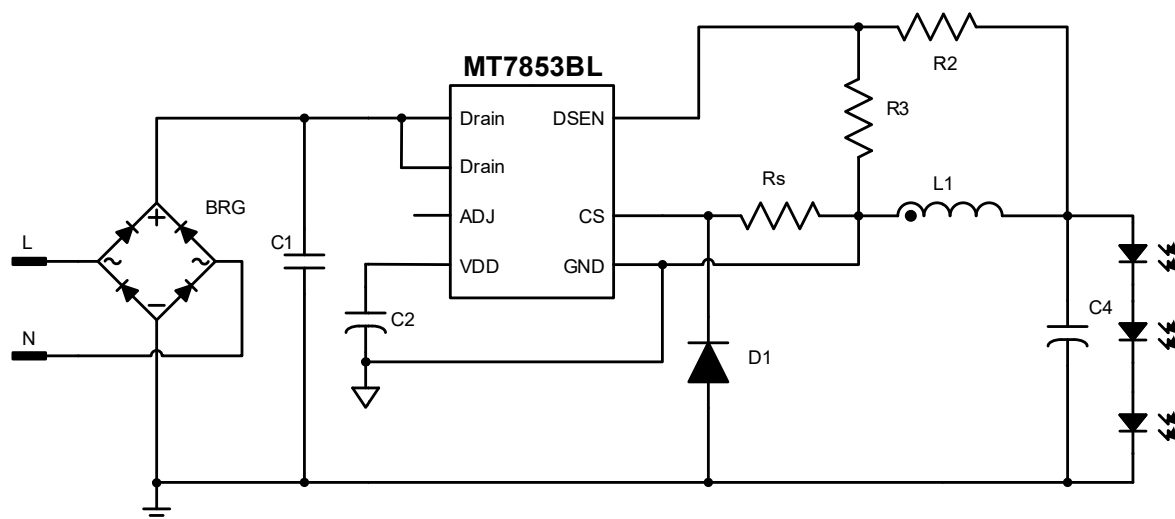 MT7853BL
R2
Drain
DSEN
R3
Drain
Rs
L1
BRG
ADJ
CS
L
C1
VDD
GND
C2
C4
N
D1